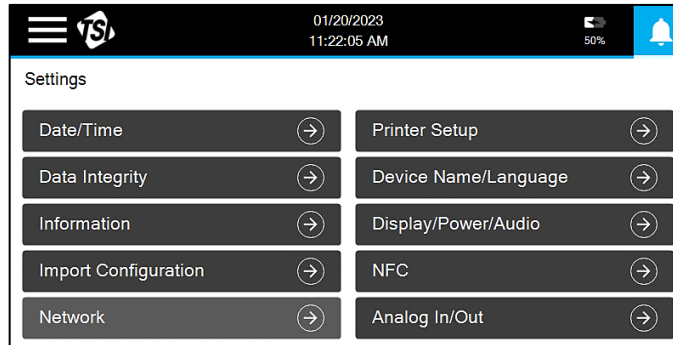 TSI
01/20/2023
11:22:05 AM
50%
Settings
Date/Time
Printer Setup
Data Integrity
Device Name/Language
Information
Display/Power/Audio
Import Configuration
NFC
Network
Analog In/Out